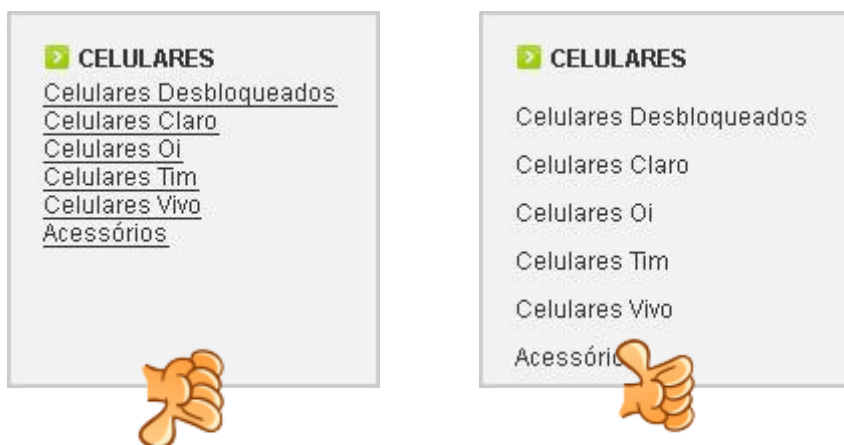 CELULARES
Celulares Desbloqueados
Celulares Claro
Celulares Oi
Celulares Tim
Celulares Vivo
Acessórios
CELULARES
Celulares Desbloqueados
Celulares Claro
Celulares Oi
Celulares Tim
Celulares Vivo